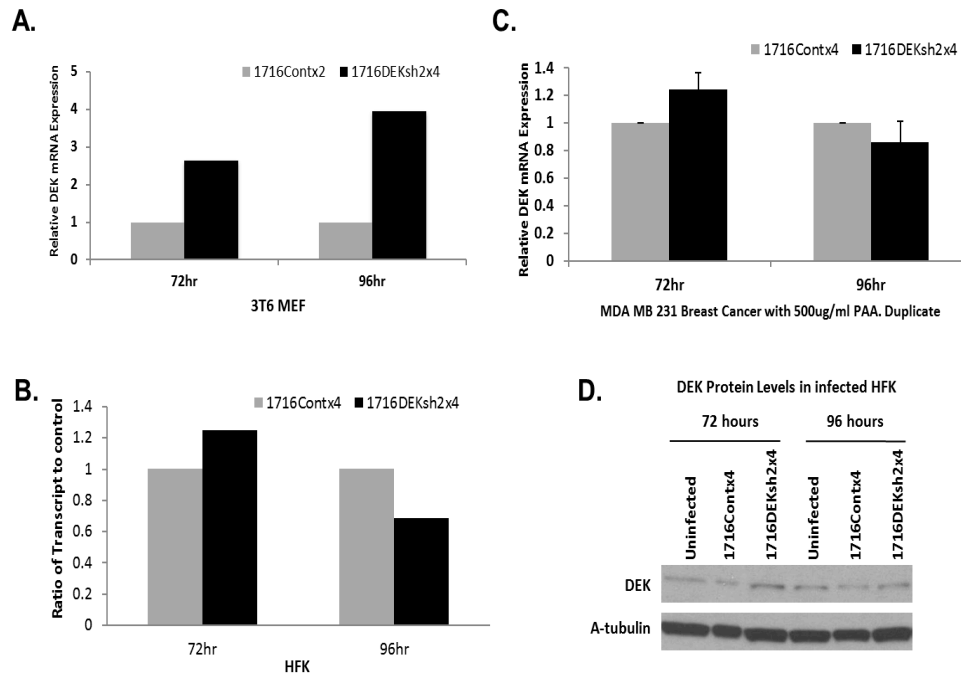 A.
1716Contx2 1716DEKsh2x4
Relative DEK mRNA Expression
5
4
3
2
1
0
72hr 96hr
3T6 MEF
C.
1716Contx4 1716DEKsh2x4
Relative DEK mRNA Expression
1.4
1.2
1
0.8
0.6
0.4
0.2
0
72hr 96hr
MDA MB 231 Breast Cancer with 500ug/ml PAA. Duplicate
B.
1716Contx4 1716DEKsh2x4
Ratio of Transcript to control
1.4
1.2
1
0.8
0.6
0.4
0.2
0
72hr 96hr
HFK
D.
DEK Protein Levels in infected HFK
72 hours 96 hours
Uninfected
1716Contx4
1716DEKsh2x4
Uninfected
1716Contx4
1716DEKsh2x4
DEK
A-tubulin